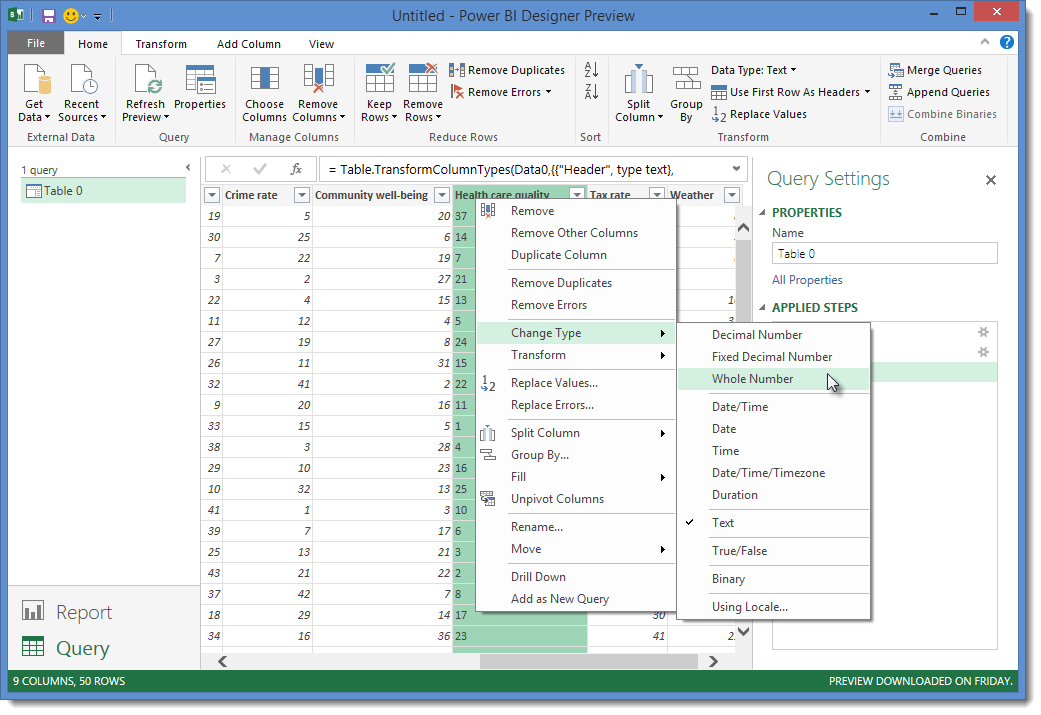 Untitled - Power BI Designer Preview
File Home Transform Add Column View
Get Data Recent Sources Refresh Preview Properties Choose Columns Remove Columns Keep Rows Remove Rows Remove Duplicates Remove Errors Split Column Group By Data Type: Text Use First Row As Headers Replace Values Merge Queries Append Queries Combine Binaries
External Data Query Manage Columns Reduce Rows Sort Transform Combine
1 query
Table 0
fx = Table.TransformColumnTypes(Data0,{{"Header", type text},
Crime rate Community well-being Health care quality Tax rate Weather
19 5 20 37
30 25 6 14
7 22 19 7
3 2 27 21
22 4 15 13
11 12 4 5
27 19 8 24
26 11 31 15
32 41 2 22
9 20 16 11
33 15 5 1
38 3 28 4
29 10 23 16
10 32 13 25
41 1 3 10
39 7 17 6
25 13 21 3
43 21 22 2
37 42 7 8
18 29 14 17 30
34 16 36 23 41
Remove
Remove Other Columns
Duplicate Column
Remove Duplicates
Remove Errors
Change Type
Transform
Replace Values...
Replace Errors...
Split Column
Group By...
Fill
Unpivot Columns
Rename...
Move
Drill Down
Add as New Query
Decimal Number
Fixed Decimal Number
Whole Number
Date/Time
Date
Time
Date/Time/Timezone
Duration
Text
True/False
Binary
Using Locale...
Query Settings
PROPERTIES
Name
Table 0
All Properties
APPLIED STEPS
Report
Query
9 COLUMNS, 50 ROWS
PREVIEW DOWNLOADED ON FRIDAY.